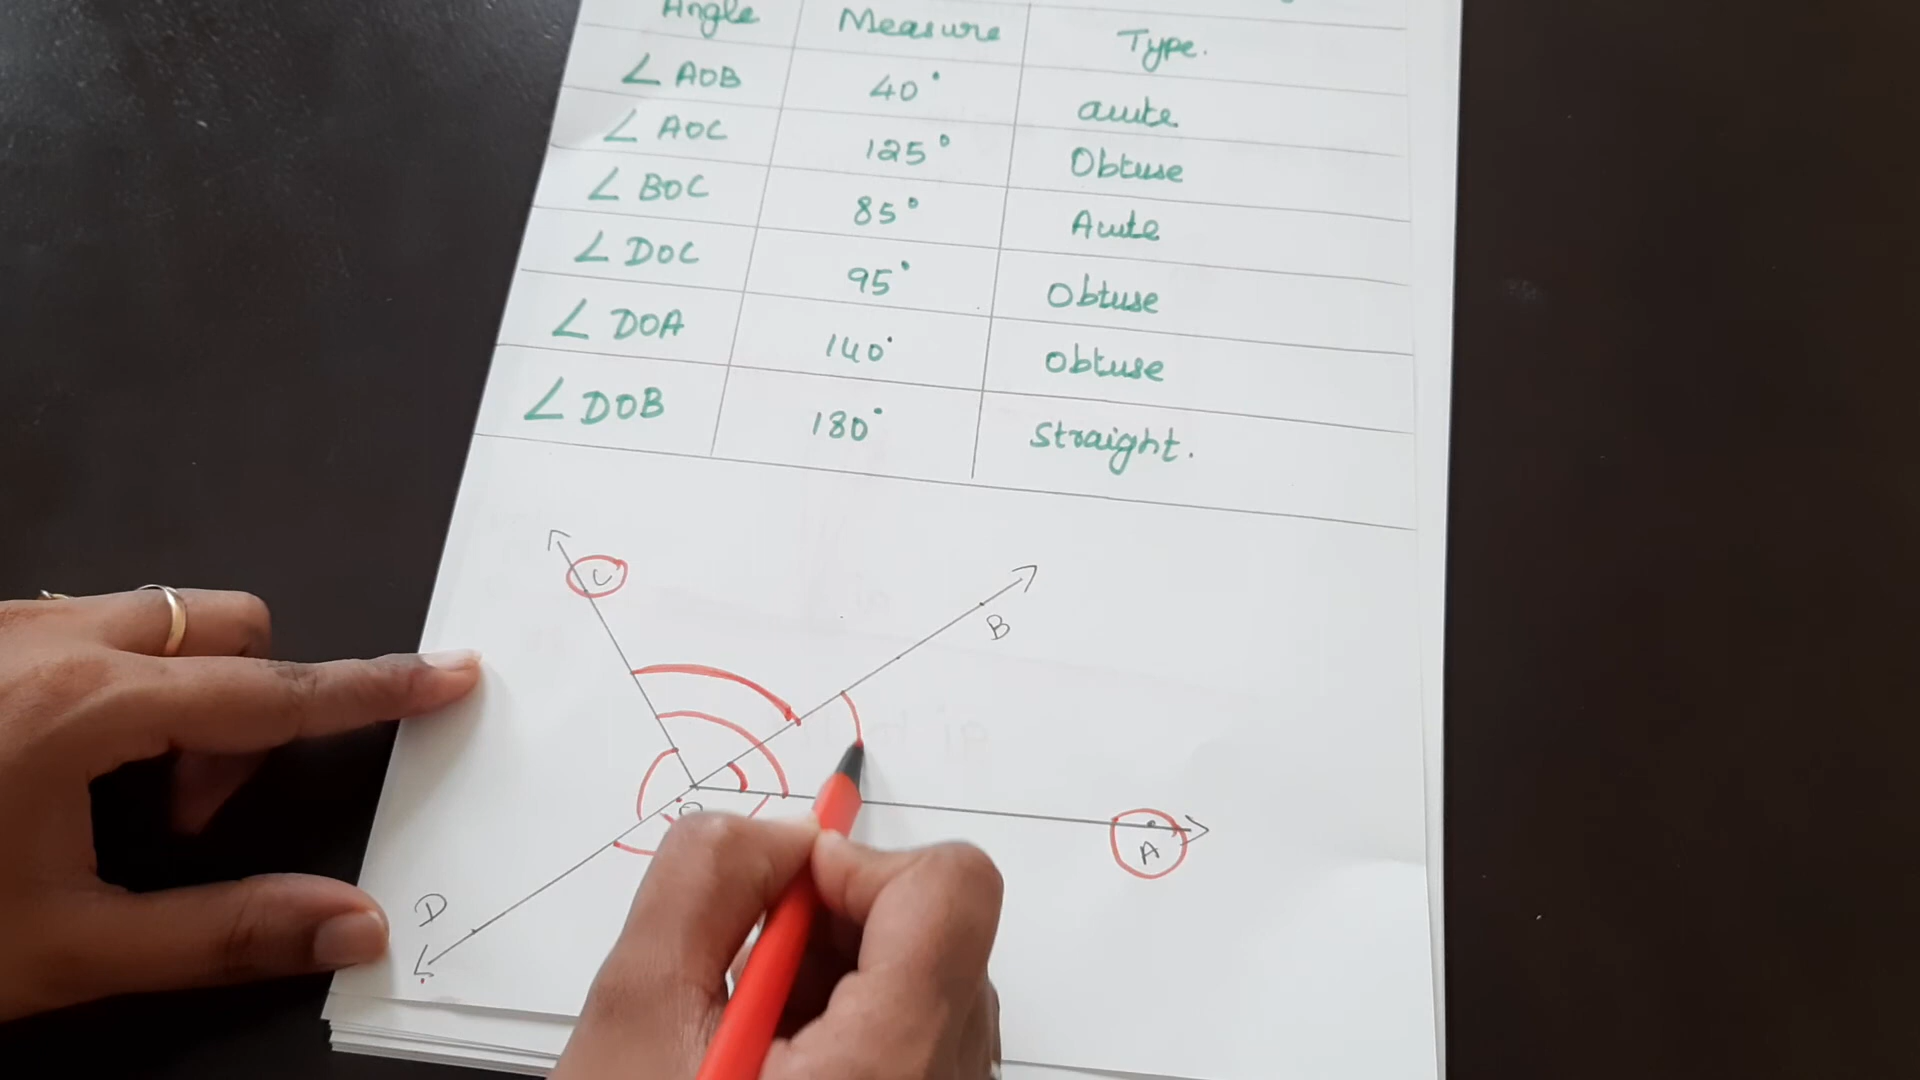 Angle Measure Type.
∠ AOB 40° acute
∠ AOC 125° Obtuse
∠ BOC 85° Acute
∠ DOC 95° Obtuse
∠ DOA 140° Obtuse
∠ DOB 180° Straight.
C
B
O
A
D